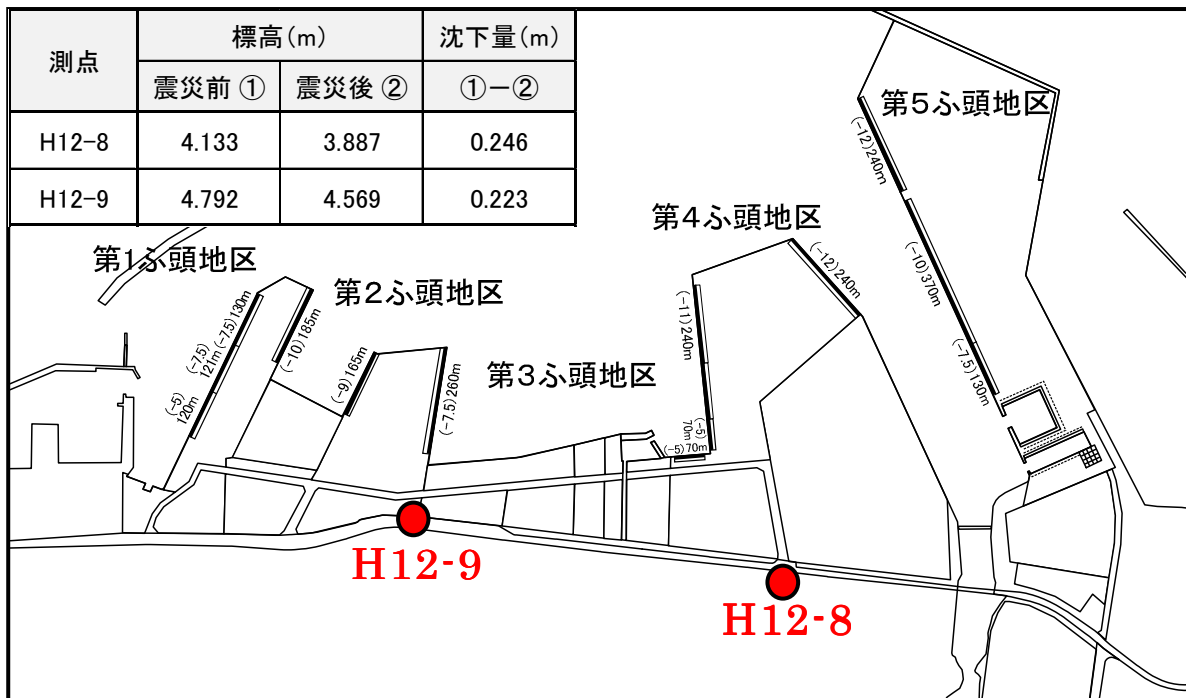 測点 標高(m) 沈下量(m)
震災前 ① 震災後 ② ①－②
H12-8 4.133 3.887 0.246
H12-9 4.792 4.569 0.223
第1ふ頭地区
第2ふ頭地区
第3ふ頭地区
第4ふ頭地区
第5ふ頭地区
(-5)
120m
(-7.5)
121m
(-7.5)130m
(-10)185m
(-9)165m
(-7.5)260m
(-11)240m
(-5)
70m
(-5)70m
(-12)240m
(-12)240m
(-10)370m
(-7.5)130m
H12-9
H12-8